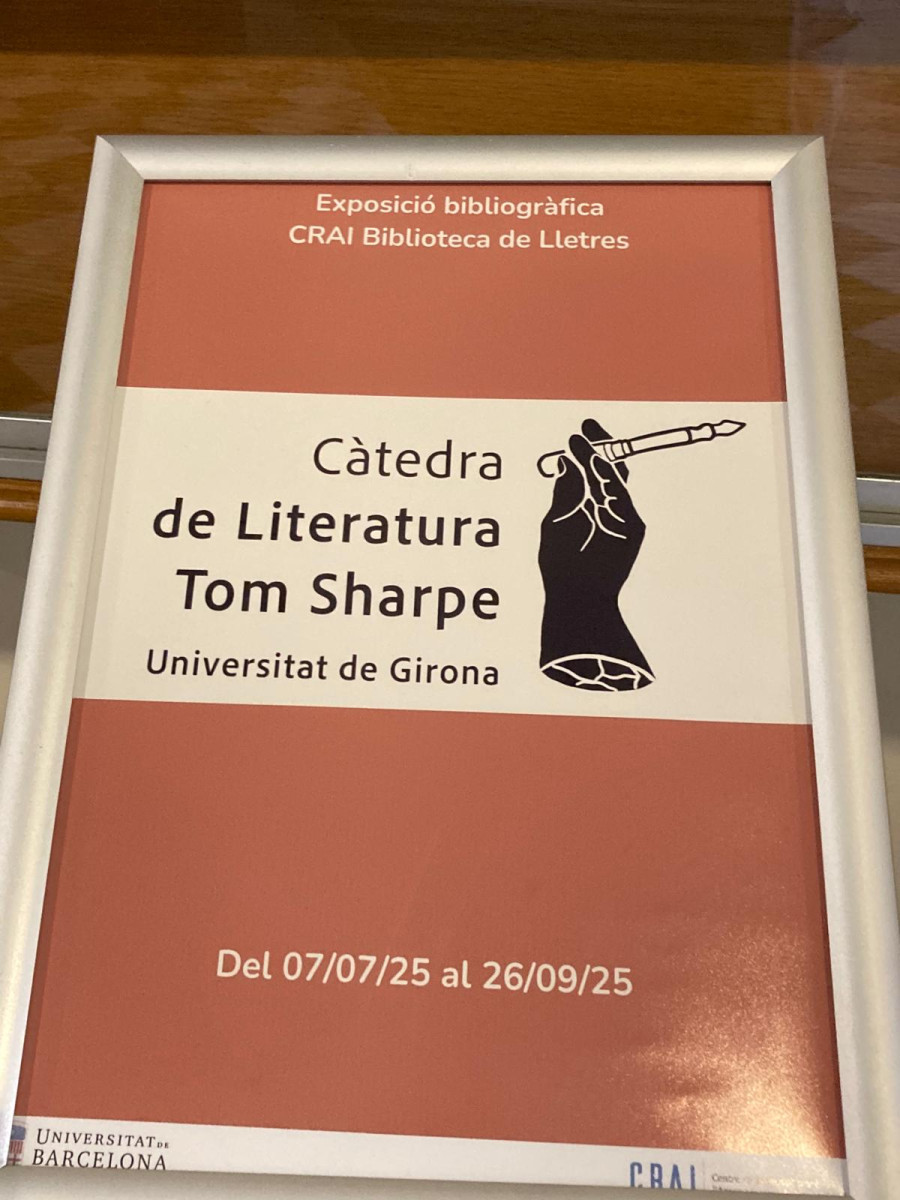 Exposició bibliogràfica
CRAI Biblioteca de Lletres
Càtedra
de Literatura
Tom Sharpe
Universitat de Girona
Del 07/07/25 al 26/09/25
UNIVERSITAT DE
BARCELONA
CRAI